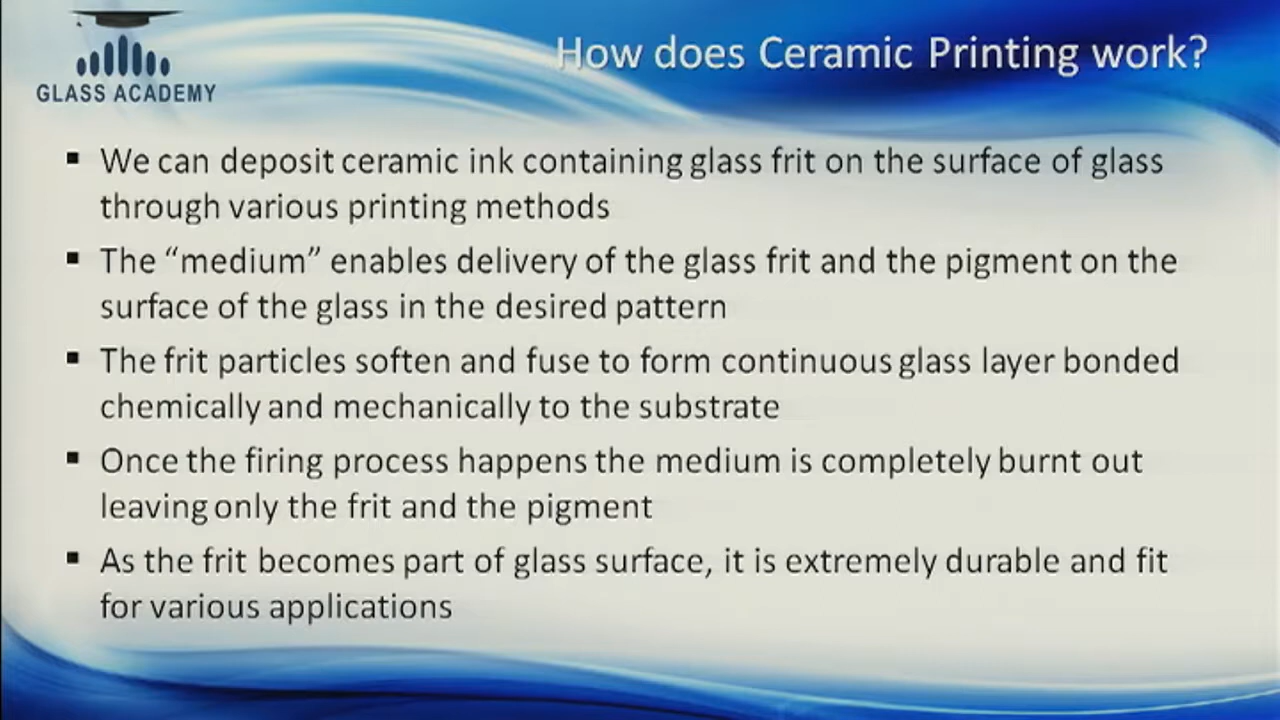 GLASS ACADEMY
How does Ceramic Printing work?
▪ We can deposit ceramic ink containing glass frit on the surface of glass
through various printing methods
▪ The “medium” enables delivery of the glass frit and the pigment on the
surface of the glass in the desired pattern
▪ The frit particles soften and fuse to form continuous glass layer bonded
chemically and mechanically to the substrate
▪ Once the firing process happens the medium is completely burnt out
leaving only the frit and the pigment
▪ As the frit becomes part of glass surface, it is extremely durable and fit
for various applications